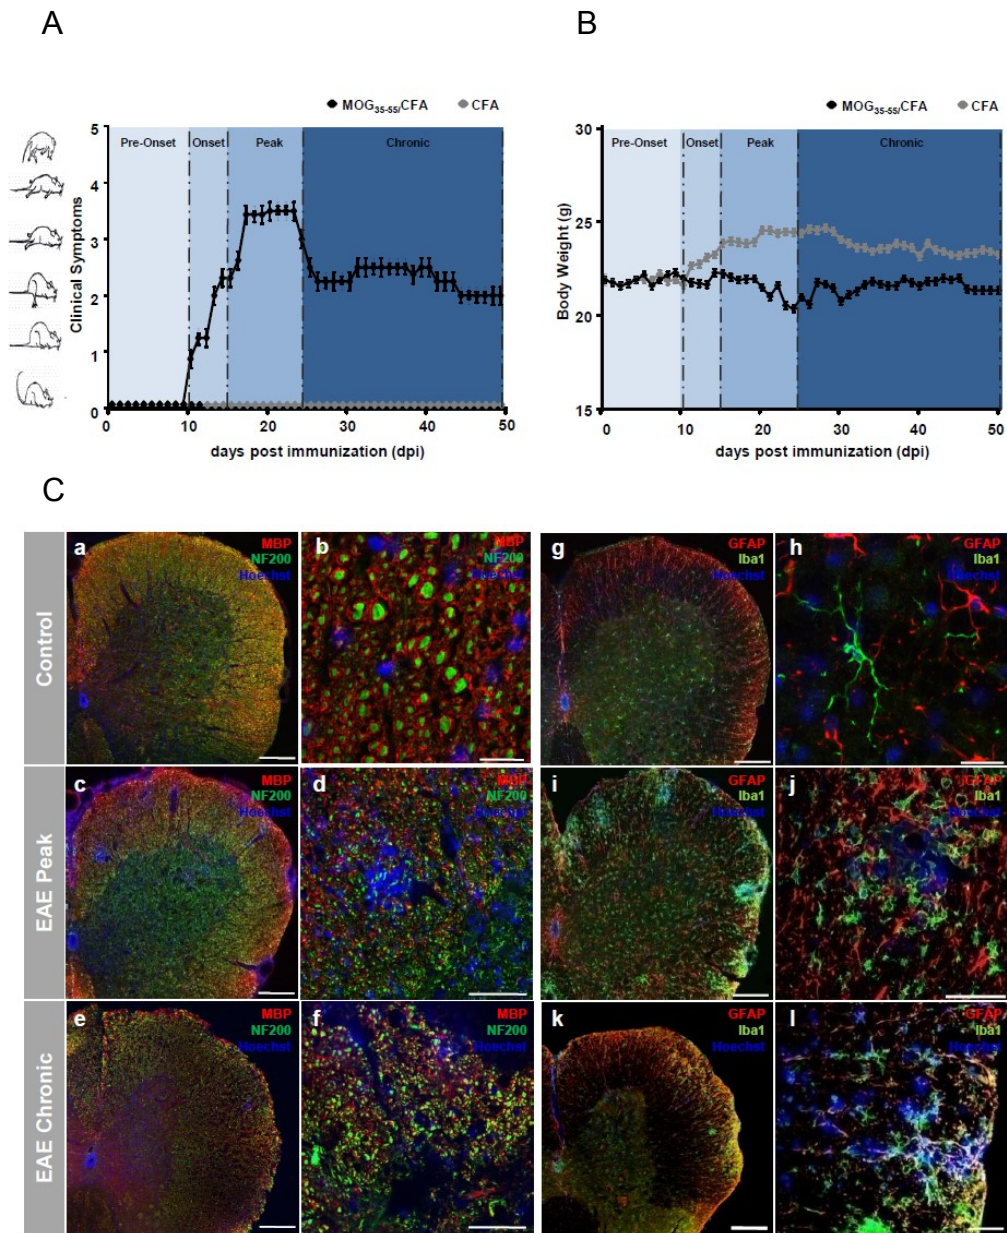 A
B
MOG35-55/CFA CFA
Pre-Onset Onset Peak Chronic
Clinical Symptoms
5
4
3
2
1
0
0 10 20 30 40 50
days post immunization (dpi)
MOG35-55/CFA CFA
Pre-Onset Onset Peak Chronic
Body Weight (g)
30
25
20
15
0 10 20 30 40 50
days post immunization (dpi)
C
Control
a
MBP
NF200
Hoechst
b
MBP
NF200
Hoechst
g
GFAP
Iba1
Hoechst
h
GFAP
Iba1
Hoechst
EAE Peak
c
MBP
NF200
Hoechst
d
MBP
NF200
Hoechst
i
GFAP
Iba1
Hoechst
j
GFAP
Iba1
Hoechst
EAE Chronic
e
MBP
NF200
Hoechst
f
MBP
NF200
Hoechst
k
GFAP
Iba1
Hoechst
l
GFAP
Iba1
Hoechst